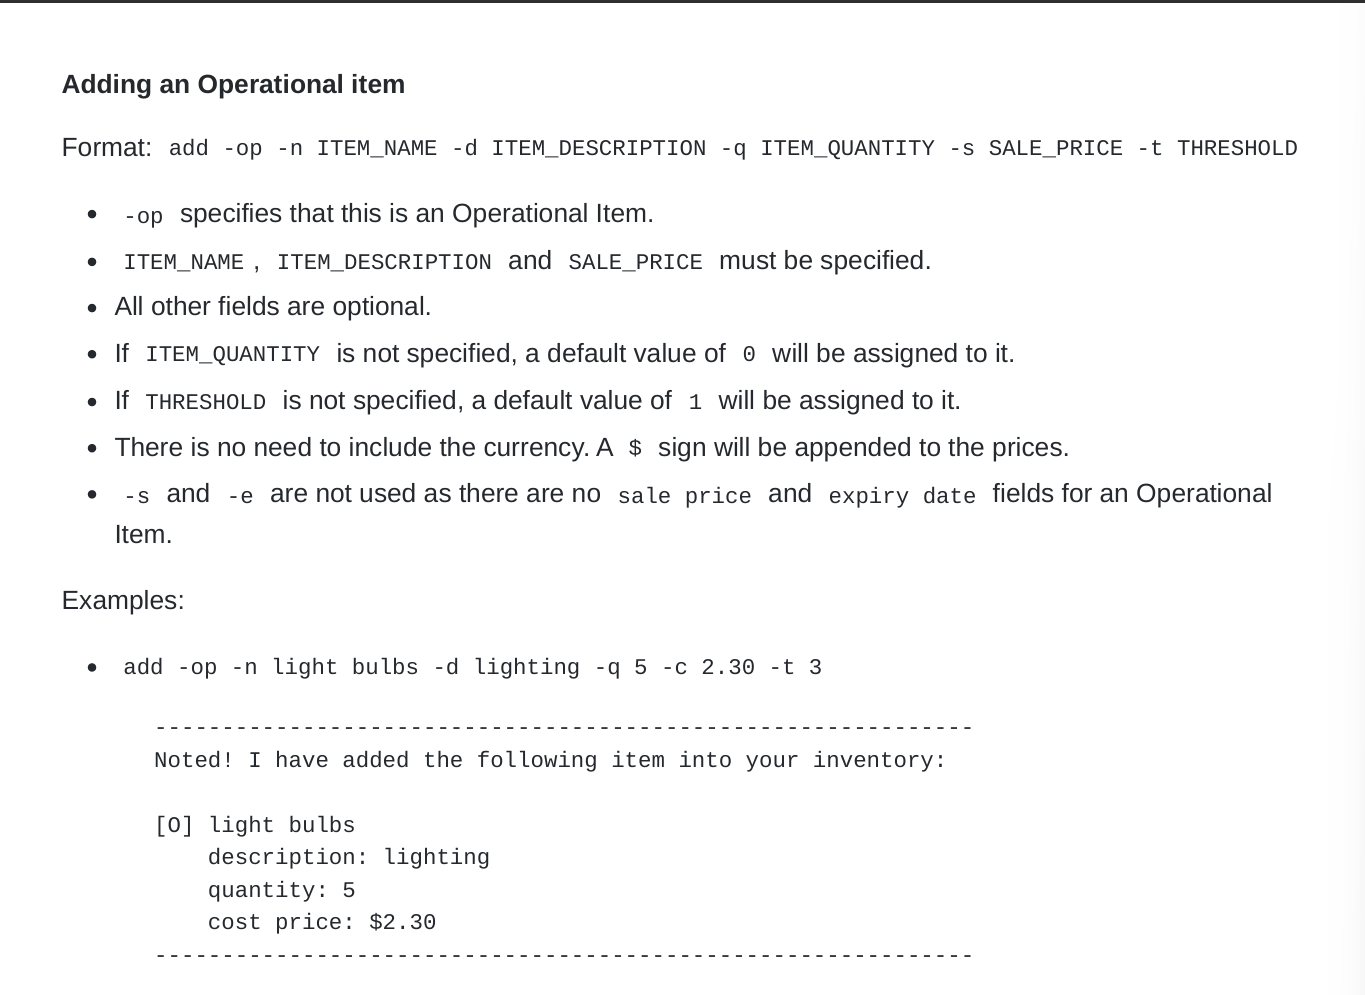 Adding an Operational item
Format: add -op -n ITEM_NAME -d ITEM_DESCRIPTION -q ITEM_QUANTITY -s SALE_PRICE -t THRESHOLD
• -op specifies that this is an Operational Item.
• ITEM_NAME , ITEM_DESCRIPTION and SALE_PRICE must be specified.
• All other fields are optional.
• If ITEM_QUANTITY is not specified, a default value of 0 will be assigned to it.
• If THRESHOLD is not specified, a default value of 1 will be assigned to it.
• There is no need to include the currency. A $ sign will be appended to the prices.
• -s and -e are not used as there are no sale price and expiry date fields for an Operational
Item.
Examples:
• add -op -n light bulbs -d lighting -q 5 -c 2.30 -t 3
-------------------------------------------------------------
Noted! I have added the following item into your inventory:
[O] light bulbs
description: lighting
quantity: 5
cost price: $2.30
-------------------------------------------------------------